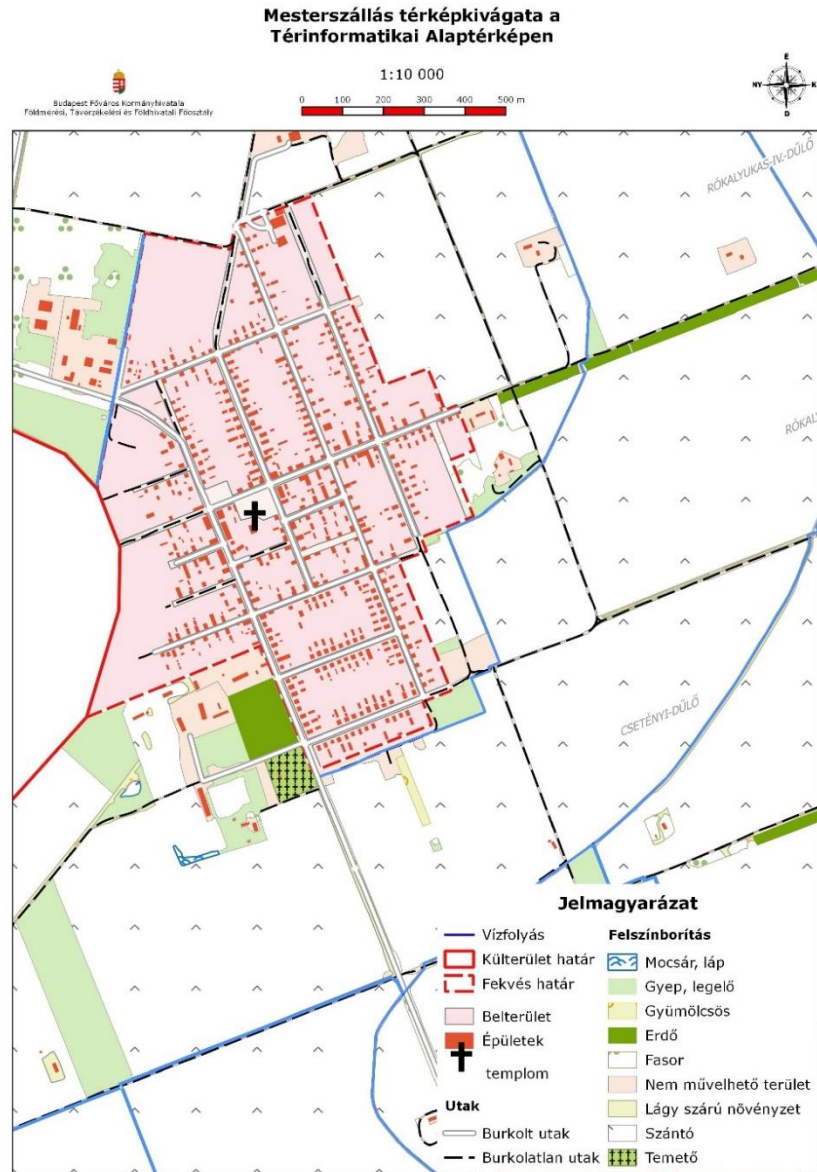 Mesterszállás térképkivágata a
Térinformatikai Alaptérképen
Budapest Főváros Kormányhivatala
Földmérési, Távérzékelési és Földhivatali Főosztály
1:10 000
0 100 200 300 400 500 m
É
NY K
D
RÓKALYUKAS-IV.-DŰLŐ
CSETÉNYI-DŰLŐ
Jelmagyarázat
Vízfolyás
Külterület határ
Fekvés határ
Belterület
Épületek
templom
Utak
Burkolt utak
Burkolatlan utak
Felszínborítás
Mocsár, láp
Gyep, legelő
Gyümölcsös
Erdő
Fasor
Nem művelhető terület
Lágy szárú növényzet
Szántó
Temető